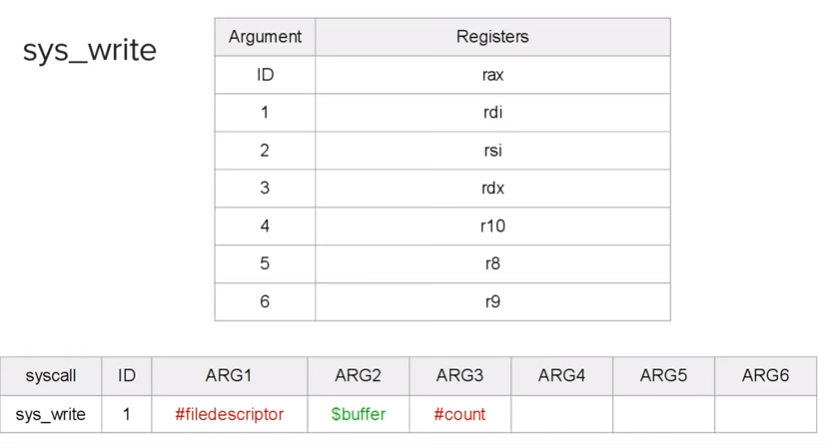 sys_write
Argument Registers
ID rax
1 rdi
2 rsi
3 rdx
4 r10
5 r8
6 r9
syscall ID ARG1 ARG2 ARG3 ARG4 ARG5 ARG6
sys_write 1 #filedescriptor $buffer #count